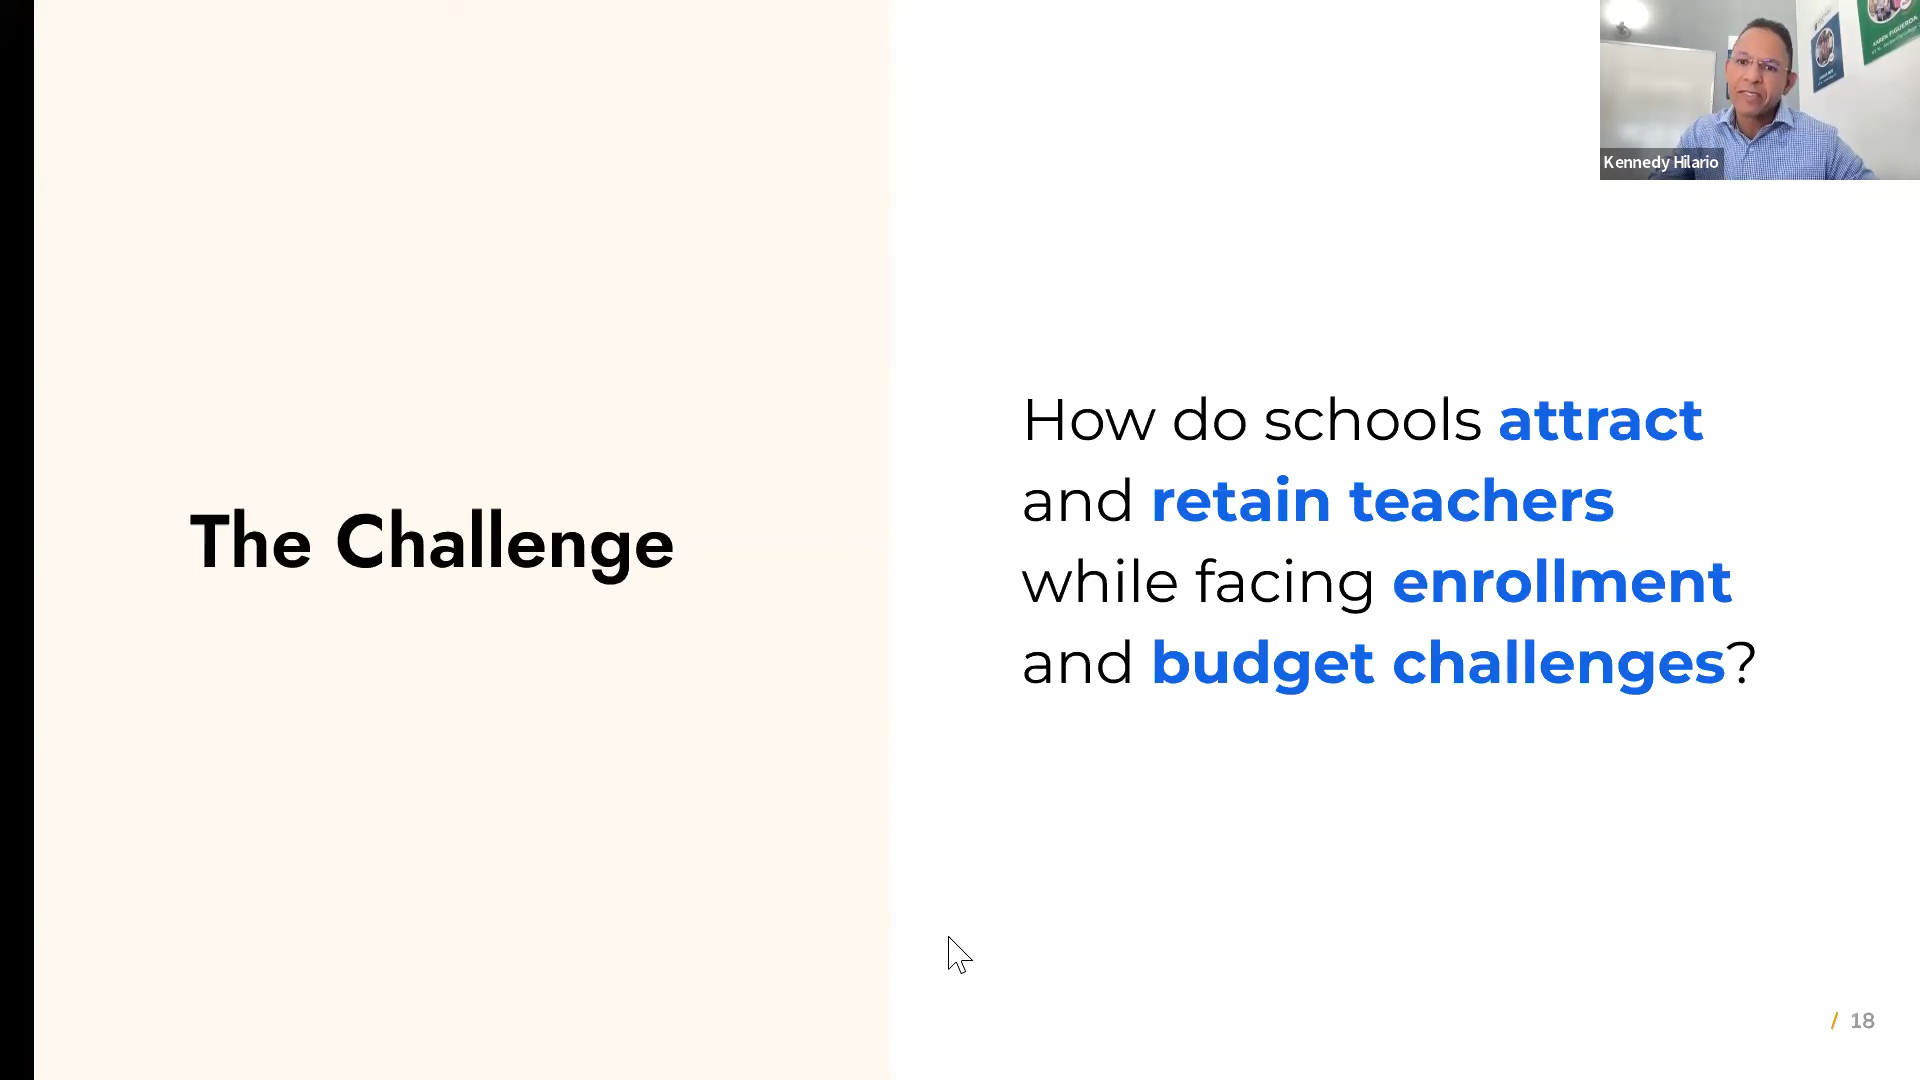 Kennedy Hilario
The Challenge
How do schools attract
and retain teachers
while facing enrollment
and budget challenges?
/ 18